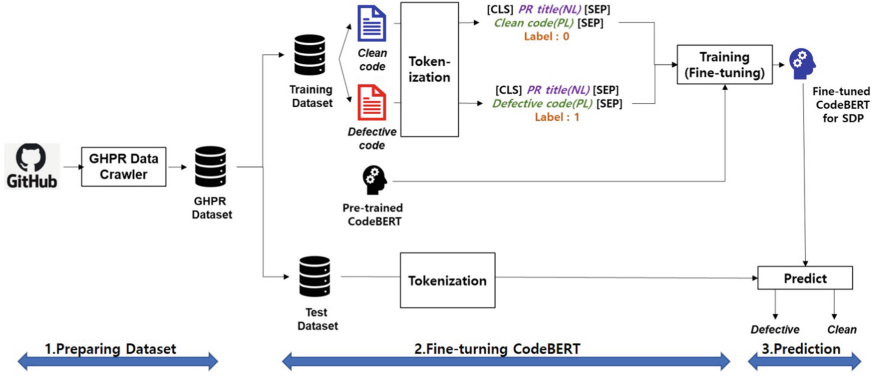 GitHub
GHPR Data
Crawler
GHPR
Dataset
Training
Dataset
Clean
code
Defective
code
Token-
ization
[CLS] PR title(NL) [SEP]
Clean code(PL) [SEP]
Label : 0
[CLS] PR title(NL) [SEP]
Defective code(PL) [SEP]
Label : 1
Training
(Fine-tuning)
Fine-tuned
CodeBERT
for SDP
Pre-trained
CodeBERT
Test
Dataset
Tokenization
Predict
Defective
Clean
1.Preparing Dataset
2.Fine-turning CodeBERT
3.Prediction